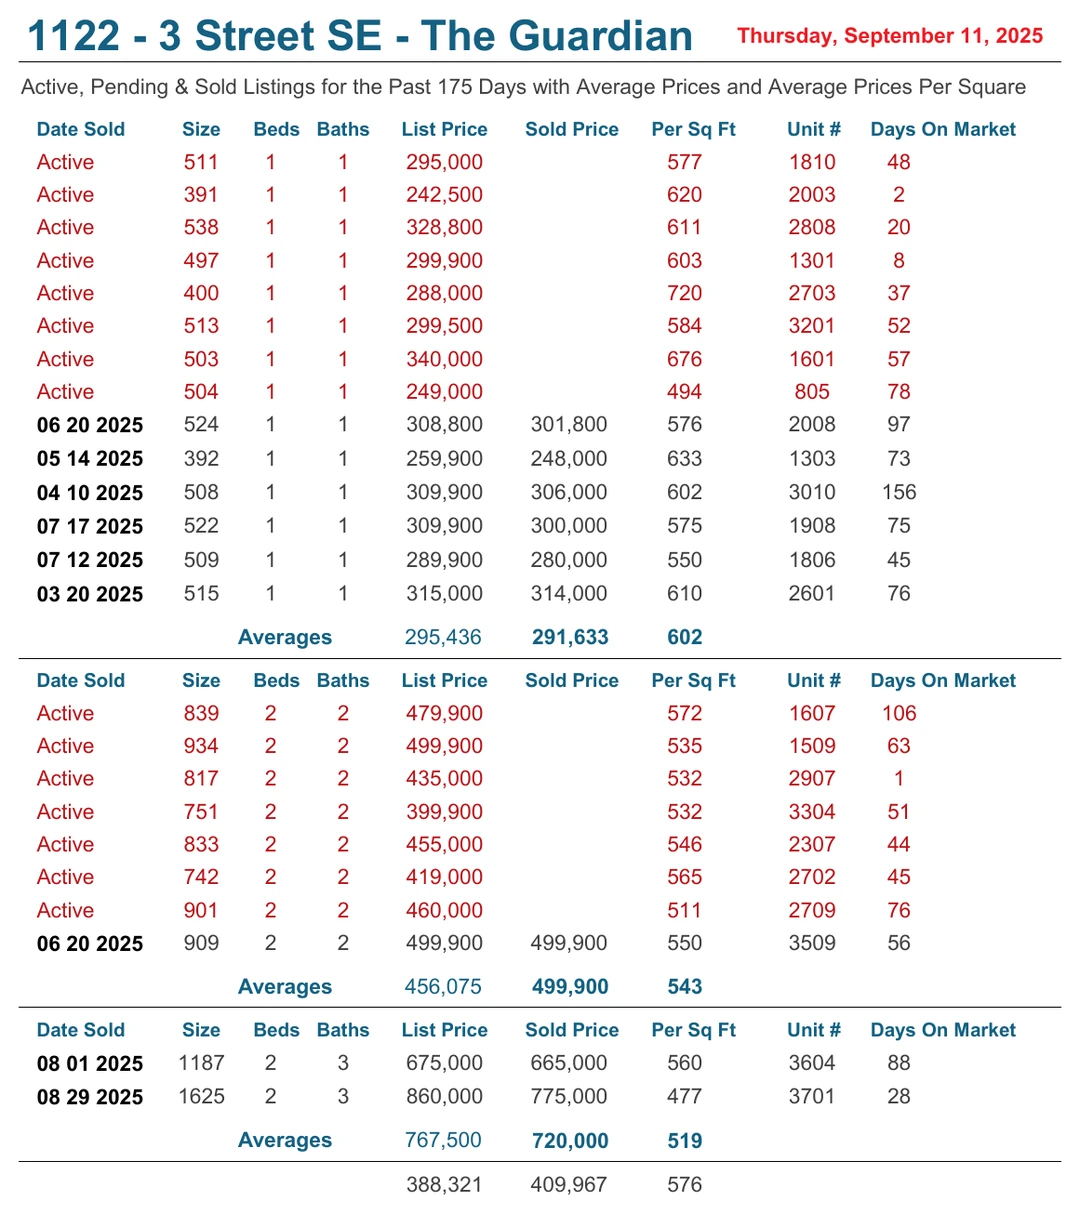 1122 - 3 Street SE - The Guardian Thursday, September 11, 2025
Active, Pending & Sold Listings for the Past 175 Days with Average Prices and Average Prices Per Square
Date Sold Size Beds Baths List Price Sold Price Per Sq Ft Unit # Days On Market
Active 511 1 1 295,000 577 1810 48
Active 391 1 1 242,500 620 2003 2
Active 538 1 1 328,800 611 2808 20
Active 497 1 1 299,900 603 1301 8
Active 400 1 1 288,000 720 2703 37
Active 513 1 1 299,500 584 3201 52
Active 503 1 1 340,000 676 1601 57
Active 504 1 1 249,000 494 805 78
06 20 2025 524 1 1 308,800 301,800 576 2008 97
05 14 2025 392 1 1 259,900 248,000 633 1303 73
04 10 2025 508 1 1 309,900 306,000 602 3010 156
07 17 2025 522 1 1 309,900 300,000 575 1908 75
07 12 2025 509 1 1 289,900 280,000 550 1806 45
03 20 2025 515 1 1 315,000 314,000 610 2601 76
Averages 295,436 291,633 602
Date Sold Size Beds Baths List Price Sold Price Per Sq Ft Unit # Days On Market
Active 839 2 2 479,900 572 1607 106
Active 934 2 2 499,900 535 1509 63
Active 817 2 2 435,000 532 2907 1
Active 751 2 2 399,900 532 3304 51
Active 833 2 2 455,000 546 2307 44
Active 742 2 2 419,000 565 2702 45
Active 901 2 2 460,000 511 2709 76
06 20 2025 909 2 2 499,900 499,900 550 3509 56
Averages 456,075 499,900 543
Date Sold Size Beds Baths List Price Sold Price Per Sq Ft Unit # Days On Market
08 01 2025 1187 2 3 675,000 665,000 560 3604 88
08 29 2025 1625 2 3 860,000 775,000 477 3701 28
Averages 767,500 720,000 519
388,321 409,967 576